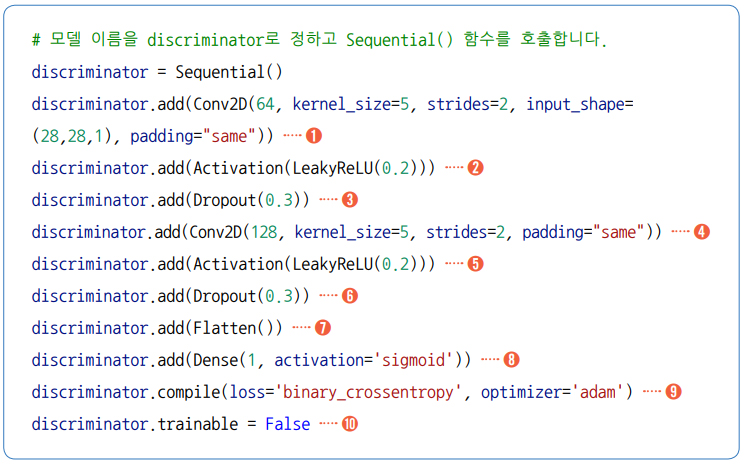 # 모델 이름을 discriminator로 정하고 Sequential() 함수를 호출합니다.
discriminator = Sequential()
discriminator.add(Conv2D(64, kernel_size=5, strides=2, input_shape=
(28,28,1), padding="same")) ····· ❶
discriminator.add(Activation(LeakyReLU(0.2))) ····· ❷
discriminator.add(Dropout(0.3)) ····· ❸
discriminator.add(Conv2D(128, kernel_size=5, strides=2, padding="same")) ····· ❹
discriminator.add(Activation(LeakyReLU(0.2))) ····· ❺
discriminator.add(Dropout(0.3)) ····· ❻
discriminator.add(Flatten()) ····· ❼
discriminator.add(Dense(1, activation='sigmoid')) ····· ❽
discriminator.compile(loss='binary_crossentropy', optimizer='adam') ····· ❾
discriminator.trainable = False ····· ❿